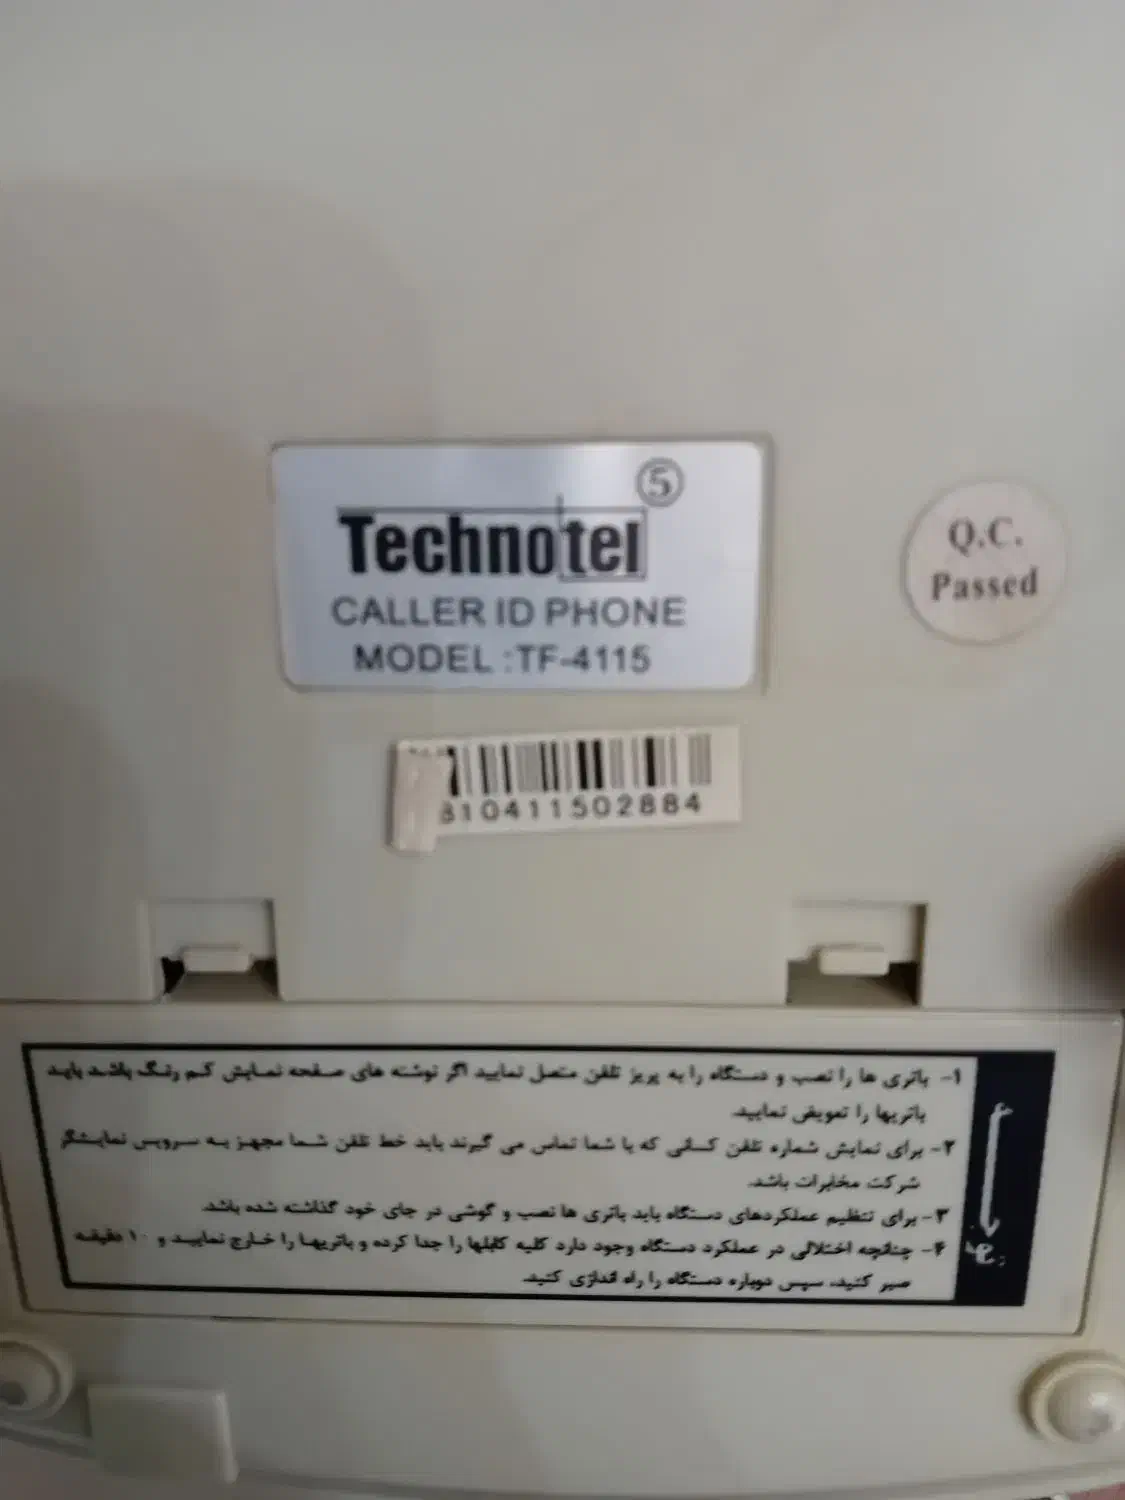 5
Technotel
CALLER ID PHONE
MODEL :TF-4115
Q.C.
Passed
810411502884
توجه
۱- باتری ها را نصب و دستگاه را به پریز تلفن متصل نمایید اگر نوشته های صفحه نمایش کم رنگ باشد باید
باتریها را تعویض نمایید.
۲- برای نمایش شماره تلفن کسانی که با شما تماس می گیرند باید خط تلفن شما مجهز به سرویس نمایشگر
شرکت مخابرات باشد.
۳- برای تنظیم عملکردهای دستگاه باید باتری ها نصب و گوشی در جای خود گذاشته شده باشد.
۴- چنانچه اختلالی در عملکرد دستگاه وجود دارد کلیه کابلها را جدا کرده و باتریها را خارج نمایید و ۱۰ دقیقه
صبر کنید، سپس دوباره دستگاه را راه اندازی کنید.